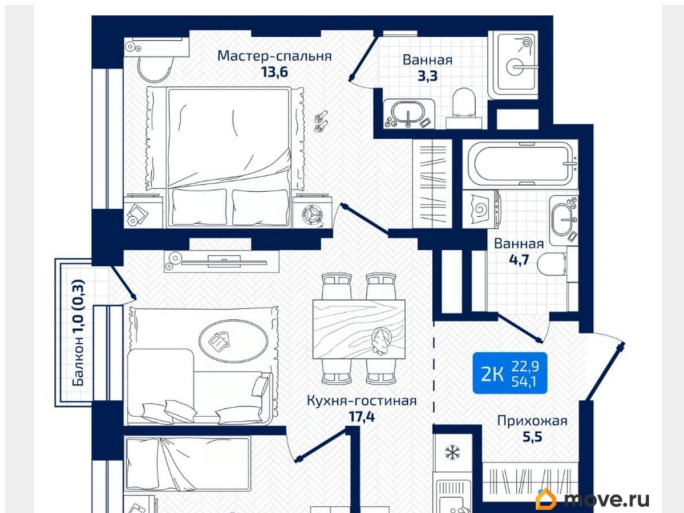 Мастер-спальня
13,6
Ванная
3,3
Ванная
4,7
Балкон 1,0 (0,3)
2К 22,9
54,1
Кухня-гостиная
17,4
Прихожая
5,5
move.ru